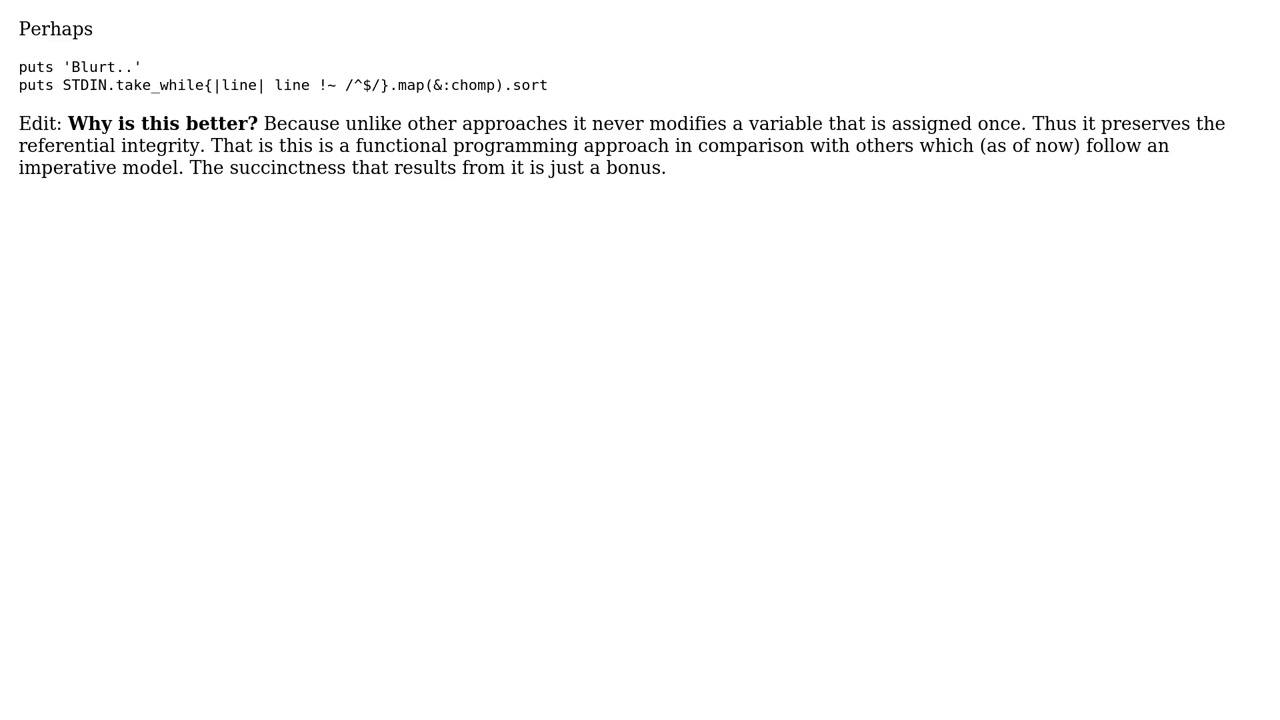 Perhaps
puts 'Blurt..'
puts STDIN.take_while{|line| line !~ /^$/}.map(&:chomp).sort
Edit: Why is this better? Because unlike other approaches it never modifies a variable that is assigned once. Thus it preserves the
referential integrity. That is this is a functional programming approach in comparison with others which (as of now) follow an
imperative model. The succinctness that results from it is just a bonus.